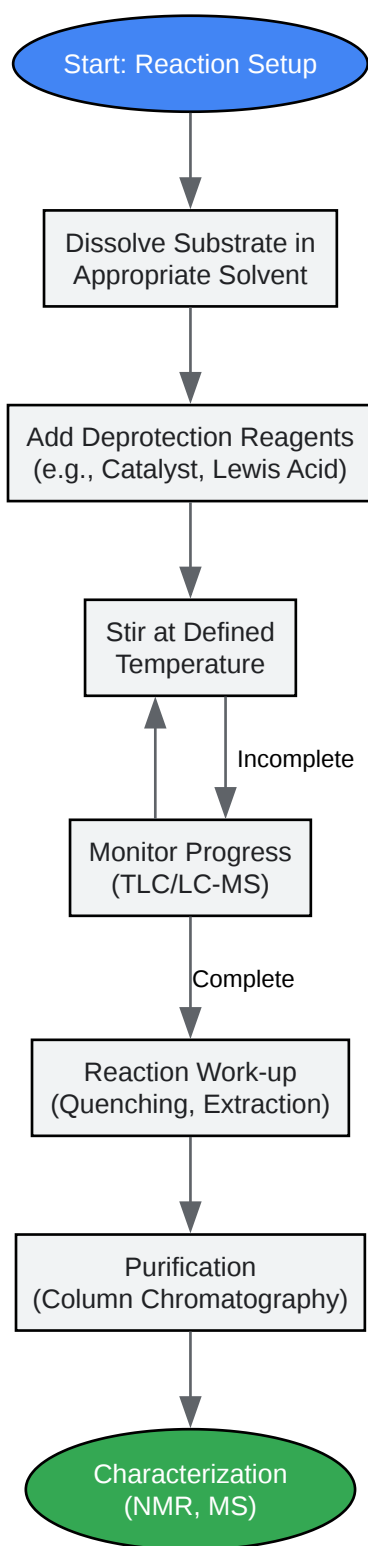 Start: Reaction Setup
Dissolve Substrate in
Appropriate Solvent
Add Deprotection Reagents
(e.g., Catalyst, Lewis Acid)
Stir at Defined
Temperature
Incomplete
Monitor Progress
(TLC/LC-MS)
Complete
Reaction Work-up
(Quenching, Extraction)
Purification
(Column Chromatography)
Characterization
(NMR, MS)